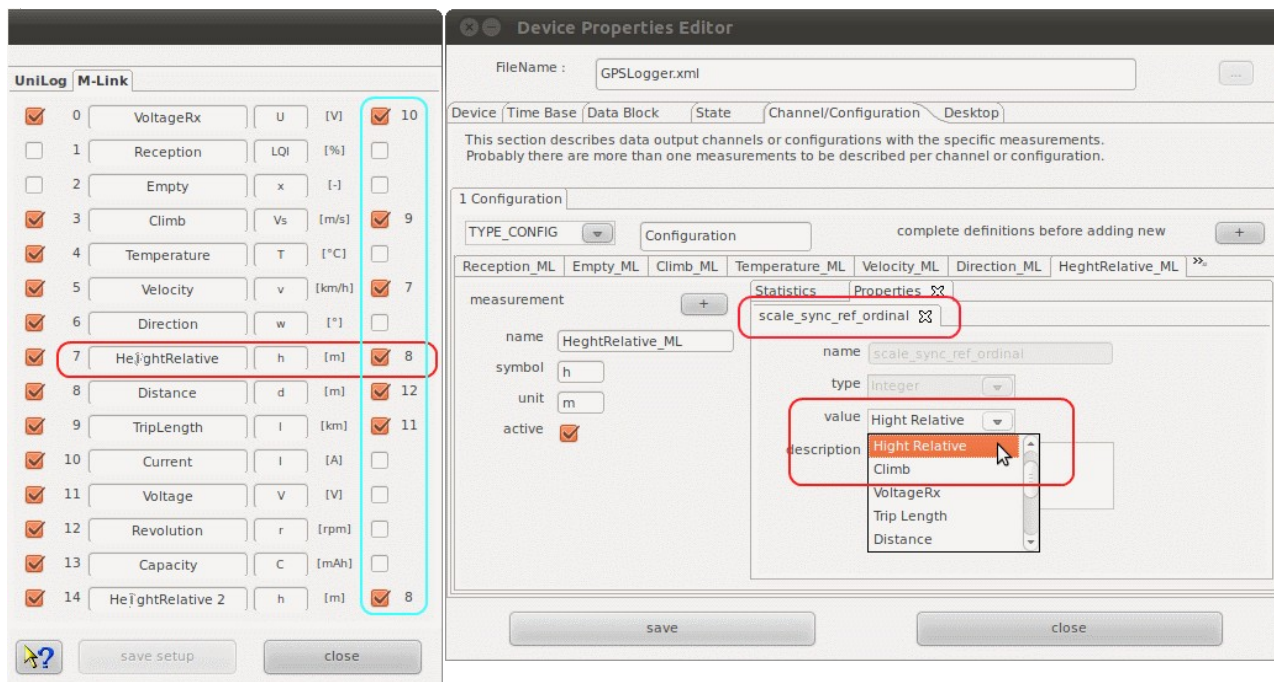 UniLog M-Link
0 VoltageRx U [V] 10
1 Reception LQI [%]
2 Empty x [-]
3 Climb Vs [m/s] 9
4 Temperature T [°C]
5 Velocity v [km/h] 7
6 Direction w [°]
7 HeightRelative h [m] 8
8 Distance d [m] 12
9 TripLength l [km] 11
10 Current I [A]
11 Voltage V [V]
12 Revolution r [rpm]
13 Capacity C [mAh]
14 HeightRelative 2 h [m] 8
save setup close
Device Properties Editor
FileName : GPSLogger.xml ...
Device Time Base Data Block State Channel/Configuration Desktop
This section describes data output channels or configurations with the specific measurements.
Probably there are more than one measurements to be described per channel or configuration.
1 Configuration
TYPE_CONFIG Configuration complete definitions before adding new +
Reception_ML Empty_ML Climb_ML Temperature_ML Velocity_ML Direction_ML HeghtRelative_ML
measurement +
name HeghtRelative_ML
symbol h
unit m
active
Statistics Properties
scale_sync_ref_ordinal
name scale_sync_ref_ordinal
type Integer
value Hight Relative
description
Hight Relative
Climb
VoltageRx
Trip Length
Distance
save close